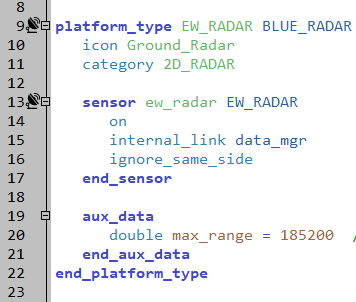 8
9 platform_type EW_RADAR BLUE_RADAR
10 icon Ground_Radar
11 category 2D_RADAR
12
13 sensor ew_radar EW_RADAR
14 on
15 internal_link data_mgr
16 ignore_same_side
17 end_sensor
18
19 aux_data
20 double max_range = 185200 /
21 end_aux_data
22 end_platform_type
23